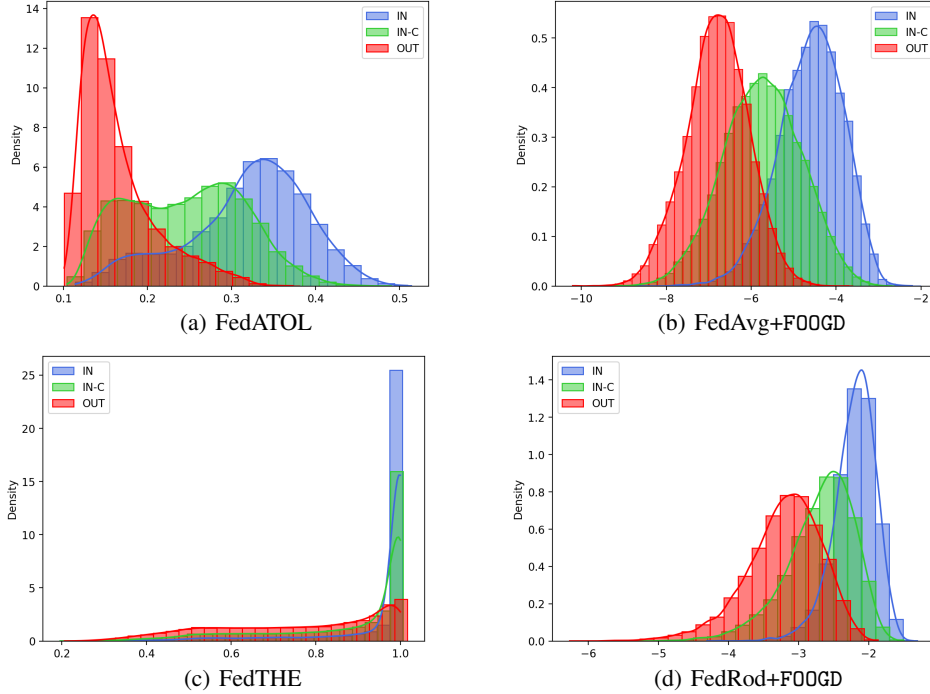 14
12
10
8
6
4
2
0
Density
0.1 0.2 0.3 0.4 0.5
IN
IN-C
OUT
(a) FedATOL
0.5
0.4
0.3
0.2
0.1
0.0
Density
−10 −8 −6 −4 −2
IN
IN-C
OUT
(b) FedAvg+FOOGD
25
20
15
10
5
0
Density
0.2 0.4 0.6 0.8 1.0
IN
IN-C
OUT
(c) FedTHE
1.4
1.2
1.0
0.8
0.6
0.4
0.2
0.0
Density
−6 −5 −4 −3 −2
IN
IN-C
OUT
(d) FedRod+FOOGD